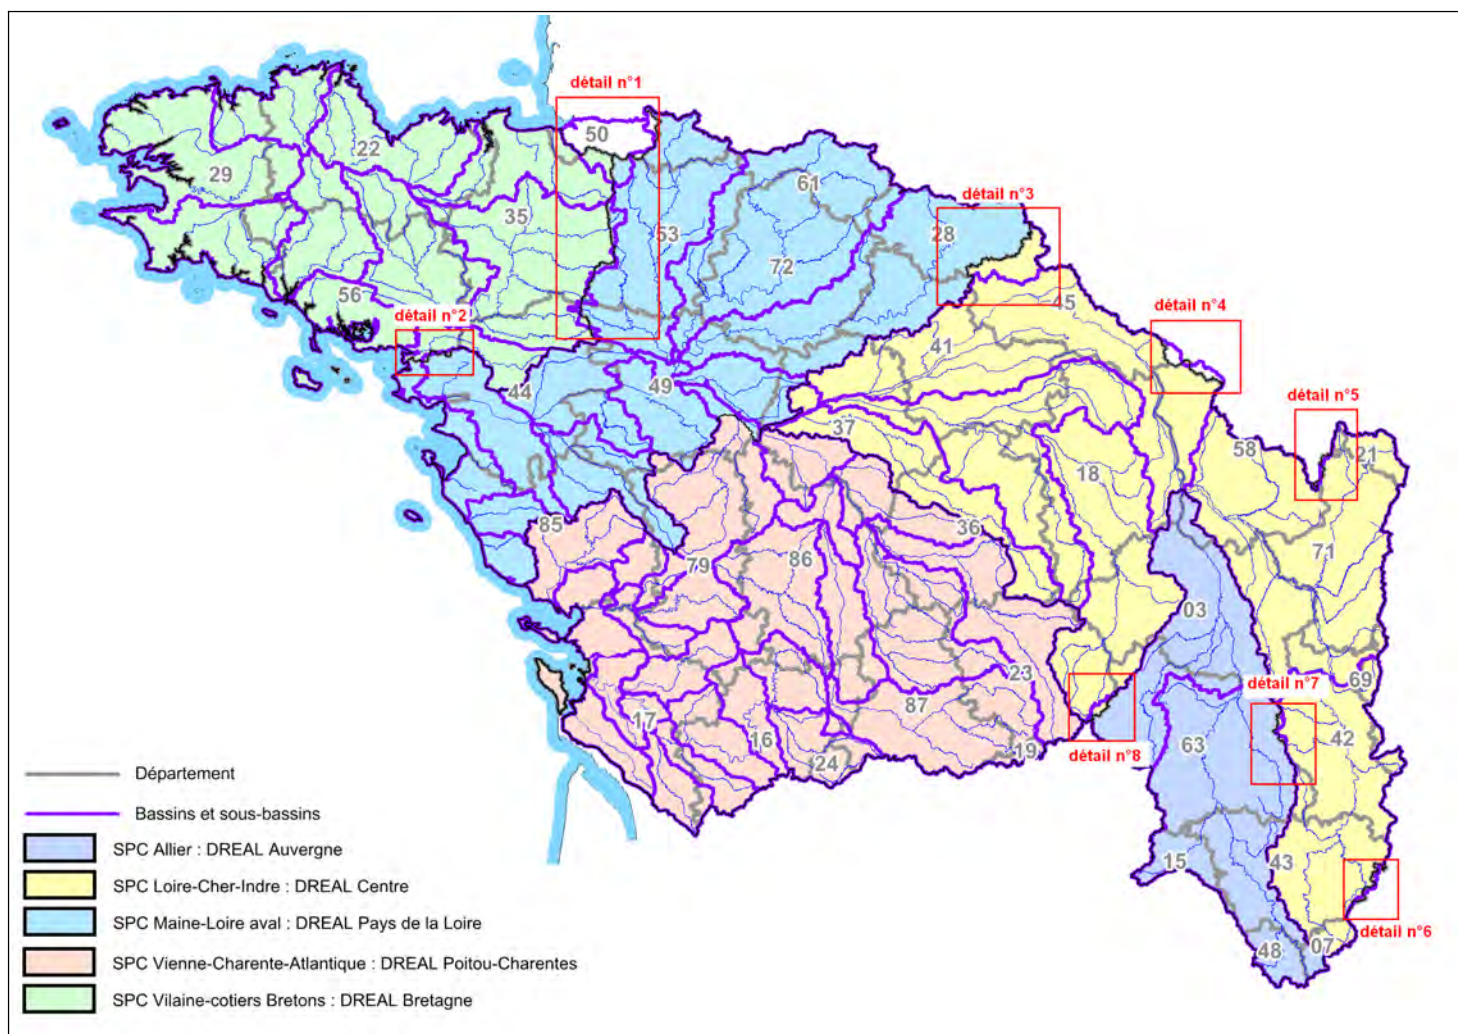 détail n°1
50
22
29
61
détail n°3
35
53
28
72
56
45
détail n°2
détail n°4
41
44
49
détail n°5
37
58
21
18
85
36
71
79
86
03
69
23
détail n°7
87
17
16
63
42
19
24
détail n°8
Département
Bassins et sous-bassins
SPC Allier : DREAL Auvergne
15
43
SPC Loire-Cher-Indre : DREAL Centre
SPC Maine-Loire aval : DREAL Pays de la Loire
détail n°6
48
07
SPC Vienne-Charente-Atlantique : DREAL Poitou-Charentes
SPC Vilaine-cotiers Bretons : DREAL Bretagne